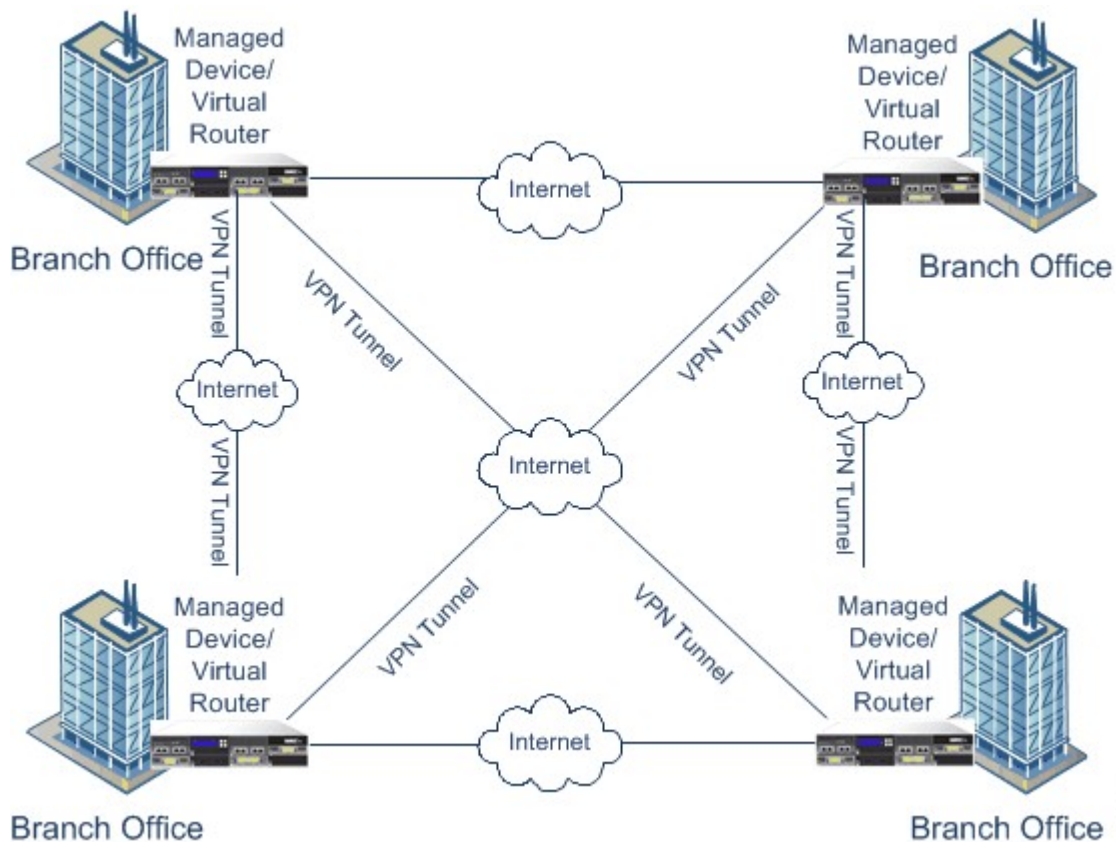 Managed
Device/
Virtual
Router
Managed
Device/
Virtual
Router
Internet
Branch Office
Branch Office
VPN Tunnel
VPN Tunnel
VPN Tunnel
VPN Tunnel
Internet
Internet
Internet
VPN Tunnel
VPN Tunnel
VPN Tunnel
VPN Tunnel
Managed
Device/
Virtual
Router
Managed
Device/
Virtual
Router
Internet
Branch Office
Branch Office